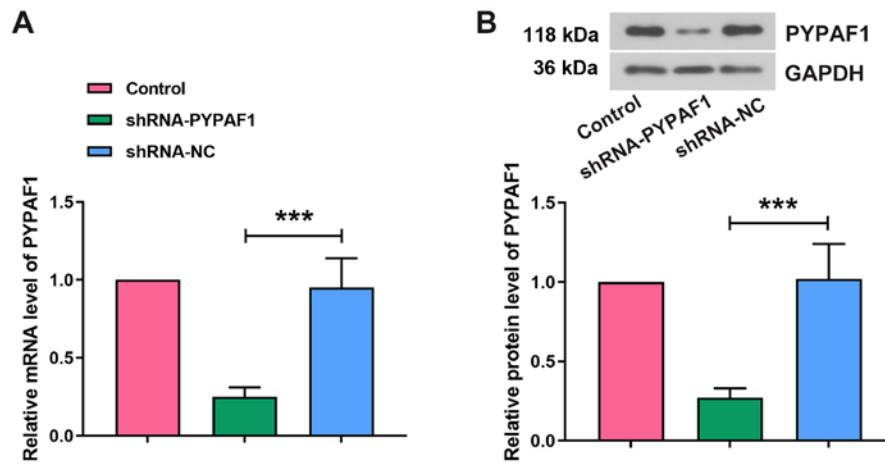 A
Control
shRNA-PYPAF1
shRNA-NC
Relative mRNA level of PYPAF1
1.5
1.0
0.5
0.0
***
B
118 kDa
PYPAF1
36 kDa
GAPDH
Control
shRNA-PYPAF1
shRNA-NC
Relative protein level of PYPAF1
1.5
1.0
0.5
0.0
***